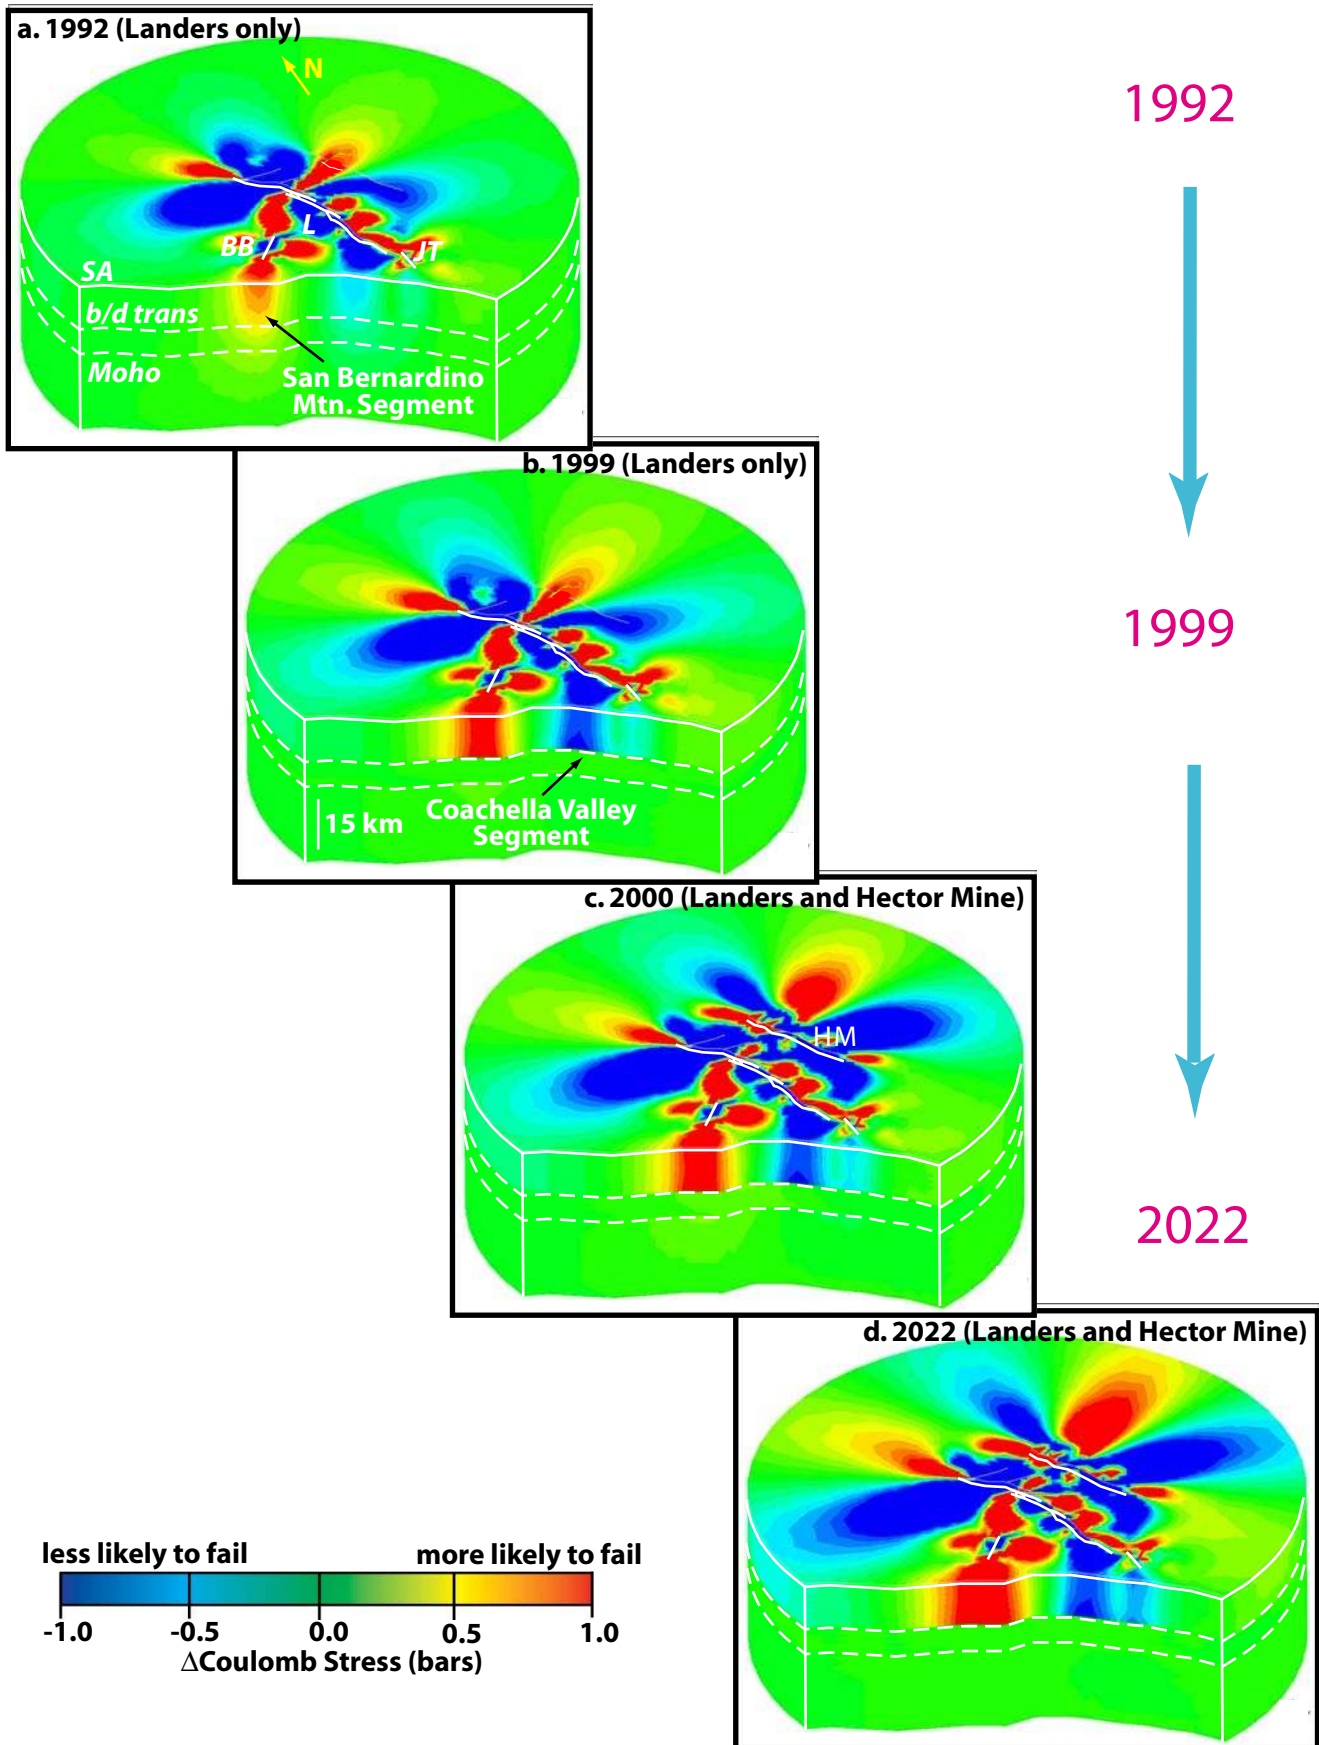 a. 1992 (Landers only)
N
1992
L
BB
JT
SA
b/d trans
Moho
San Bernardino
Mtn. Segment
b. 1999 (Landers only)
1999
15 km
Coachella Valley
Segment
c. 2000 (Landers and Hector Mine)
HM
2022
d. 2022 (Landers and Hector Mine)
less likely to fail more likely to fail
-1.0 -0.5 0.0 0.5 1.0
ΔCoulomb Stress (bars)